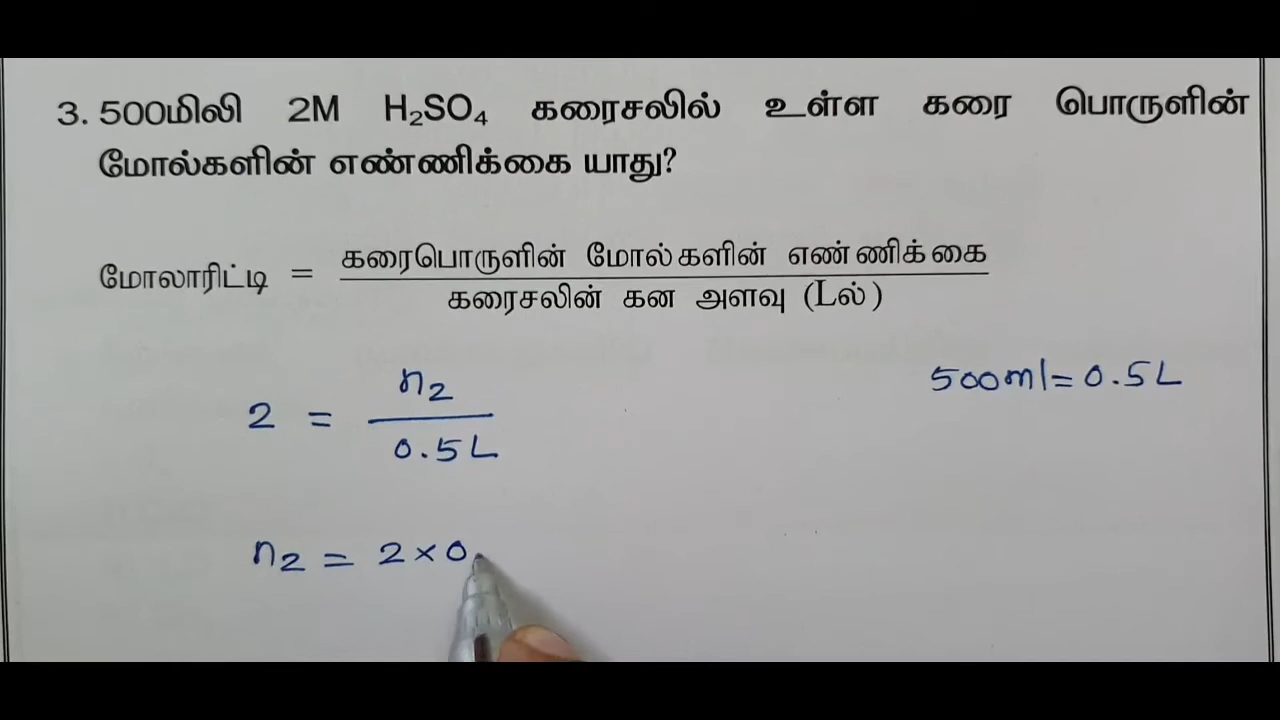 3. 500மிலி 2M H₂SO₄ கரைசலில் உள்ள கரை பொருளின்
மோல்களின் எண்ணிக்கை யாது?
மோலாரிட்டி = கரைபொருளின் மோல்களின் எண்ணிக்கை
கரைசலின் கன அளவு (Lல்)
500ml = 0.5L
2 = n₂
0.5L
n₂ = 2 × 0.